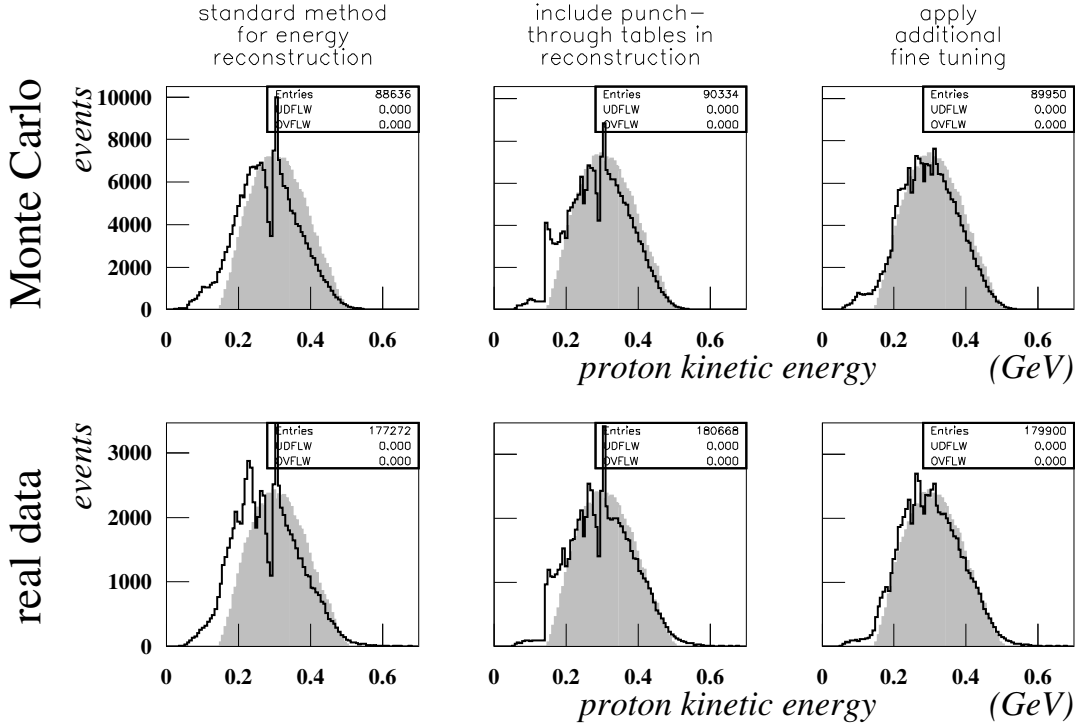 standard method
for energy
reconstruction
include punch−
through tables in
reconstruction
apply
additional
fine tuning
Monte Carlo
events
10000
8000
6000
4000
2000
0
Entries 88636
UDFLW 0.000
OVFLW 0.000
0 0.2 0.4 0.6
Entries 90334
UDFLW 0.000
OVFLW 0.000
0 0.2 0.4 0.6
Entries 89950
UDFLW 0.000
OVFLW 0.000
0 0.2 0.4 0.6
proton kinetic energy (GeV)
real data
events
3000
2000
1000
0
Entries 177272
UDFLW 0.000
OVFLW 0.000
0 0.2 0.4 0.6
Entries 180668
UDFLW 0.000
OVFLW 0.000
0 0.2 0.4 0.6
Entries 179900
UDFLW 0.000
OVFLW 0.000
0 0.2 0.4 0.6
proton kinetic energy (GeV)